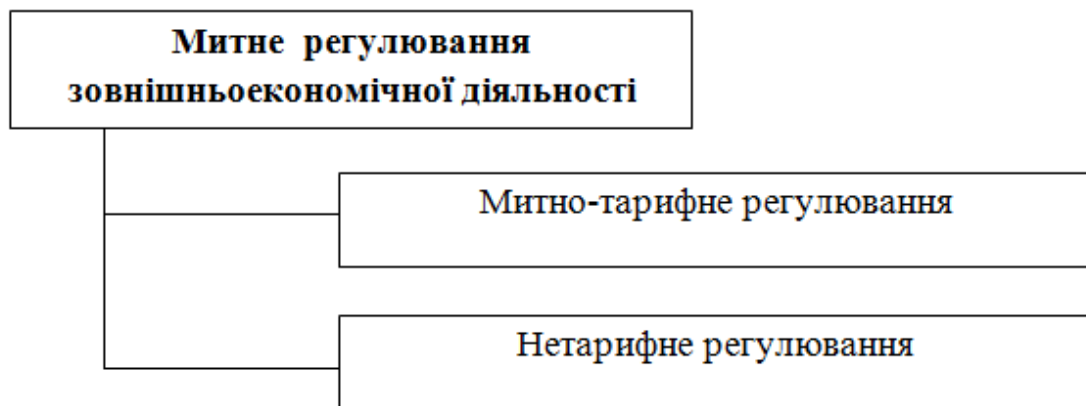 Митне регулювання
зовнішньоекономічної діяльності
Митно-тарифне регулювання
Нетарифне регулювання